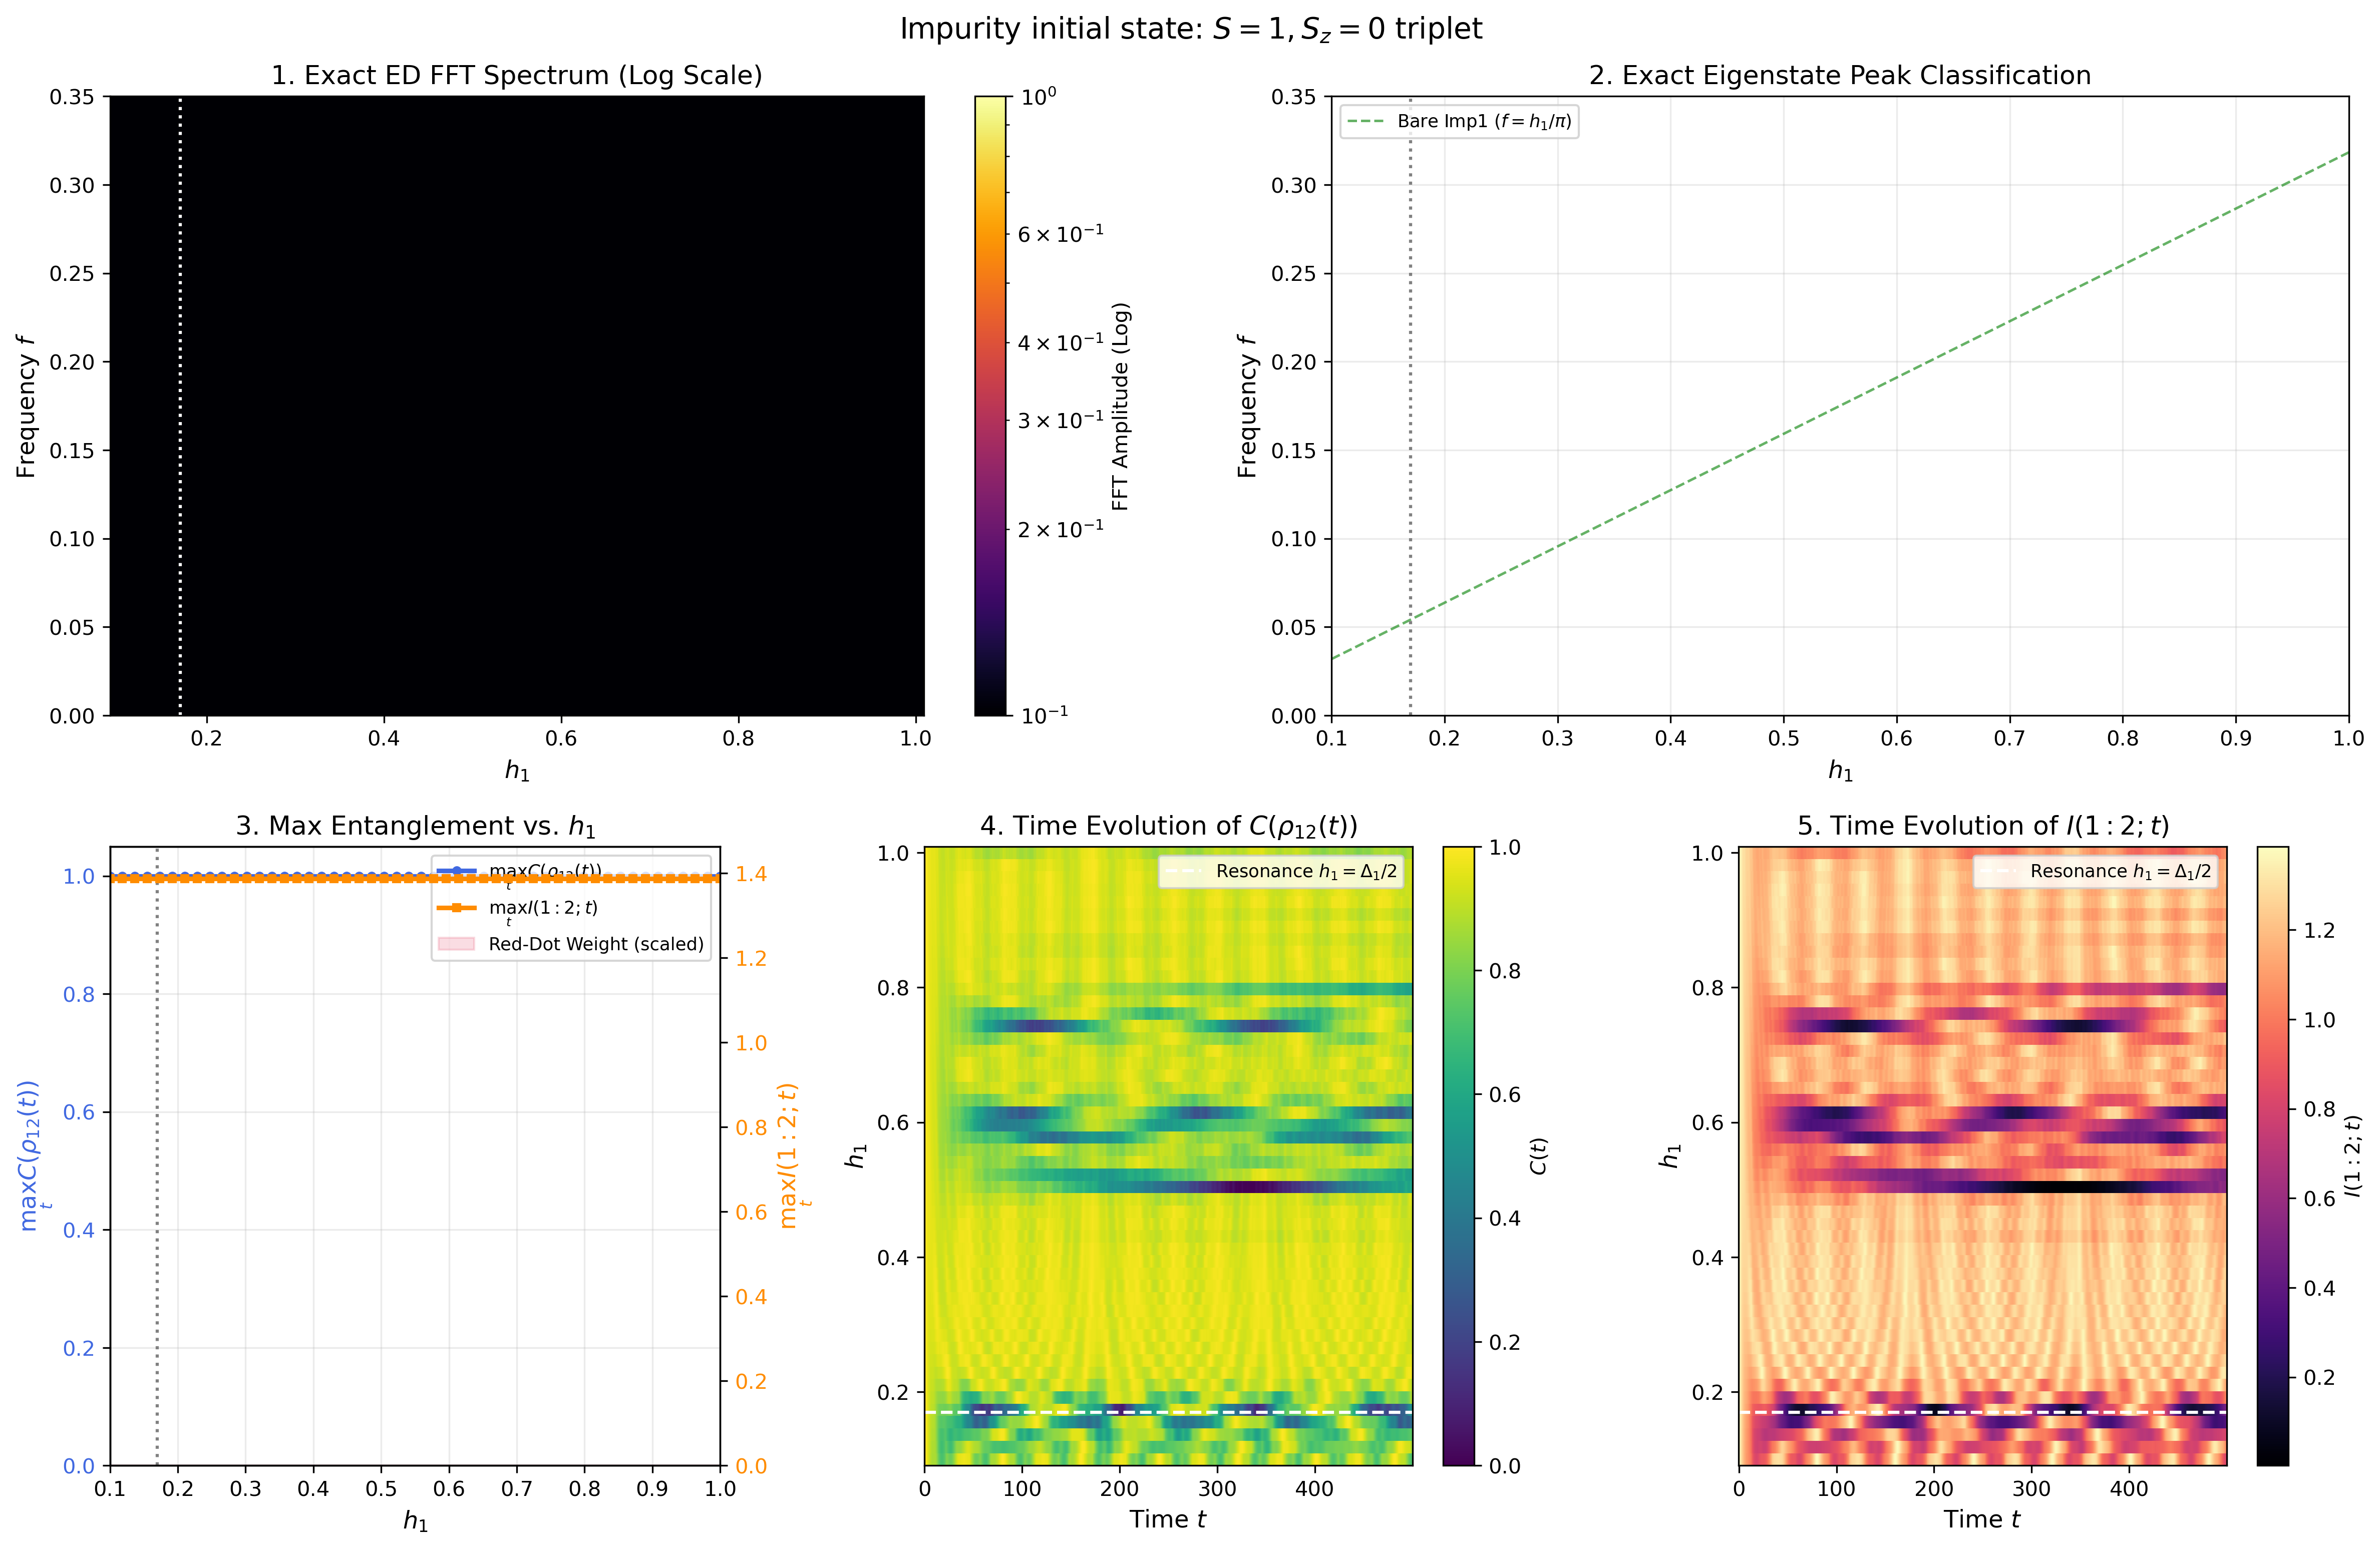 Impurity initial state: $S = 1, S_z = 0$ triplet
1. Exact ED FFT Spectrum (Log Scale)
0.35
0.30
0.25
0.20
0.15
0.10
0.05
0.00
Frequency $f$
0.2 0.4 0.6 0.8 1.0
$h_1$
$10^0$
$6 \times 10^{-1}$
$4 \times 10^{-1}$
$3 \times 10^{-1}$
$2 \times 10^{-1}$
$10^{-1}$
FFT Amplitude (Log)
2. Exact Eigenstate Peak Classification
Bare Imp1 ($f = h_1/\pi$)
0.35
0.30
0.25
0.20
0.15
0.10
0.05
0.00
Frequency $f$
0.1 0.2 0.3 0.4 0.5 0.6 0.7 0.8 0.9 1.0
$h_1$
3. Max Entanglement vs. $h_1$
$\max_t C(\rho_{12}(t))$
$\max_t I(1:2;t)$
Red-Dot Weight (scaled)
1.0
0.8
0.6
0.4
0.2
0.0
$\max_t C(\rho_{12}(t))$
1.4
1.2
1.0
0.8
0.6
0.4
0.2
0.0
$\max_t I(1:2;t)$
0.1 0.2 0.3 0.4 0.5 0.6 0.7 0.8 0.9 1.0
$h_1$
4. Time Evolution of $C(\rho_{12}(t))$
Resonance $h_1 = \Delta_1/2$
1.0
0.8
0.6
0.4
0.2
$h_1$
0 100 200 300 400
Time $t$
1.0
0.8
0.6
0.4
0.2
0.0
$C(t)$
5. Time Evolution of $I(1:2;t)$
Resonance $h_1 = \Delta_1/2$
1.0
0.8
0.6
0.4
0.2
$h_1$
0 100 200 300 400
Time $t$
1.2
1.0
0.8
0.6
0.4
0.2
$I(1:2;t)$